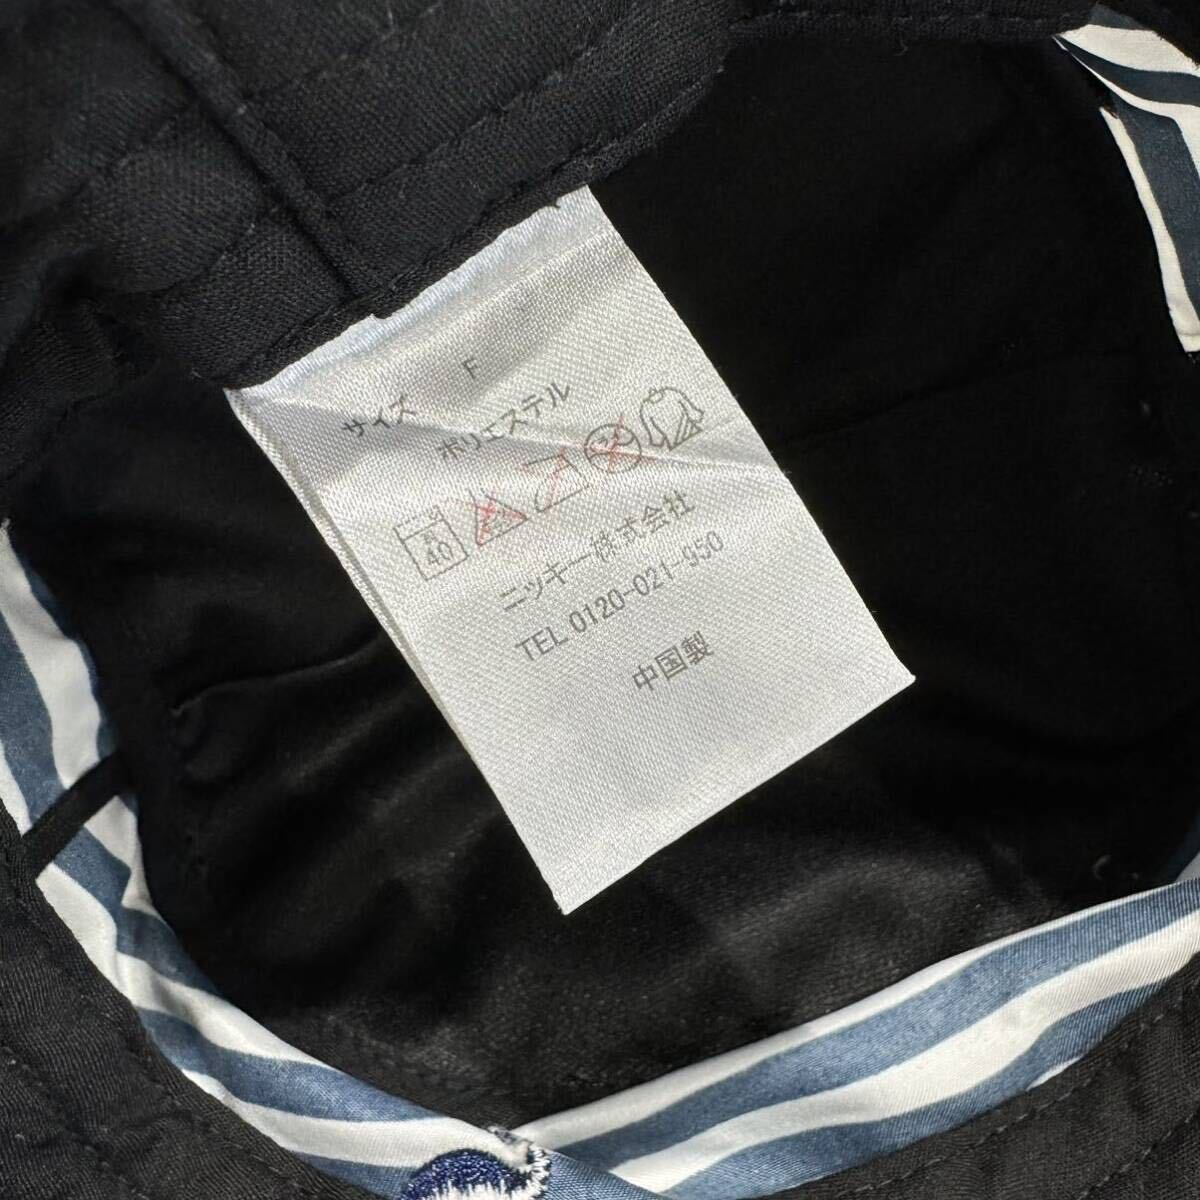 サイズ F
ポリエステル
40
ニッキー株式会社
TEL 0120-021-950
中国製